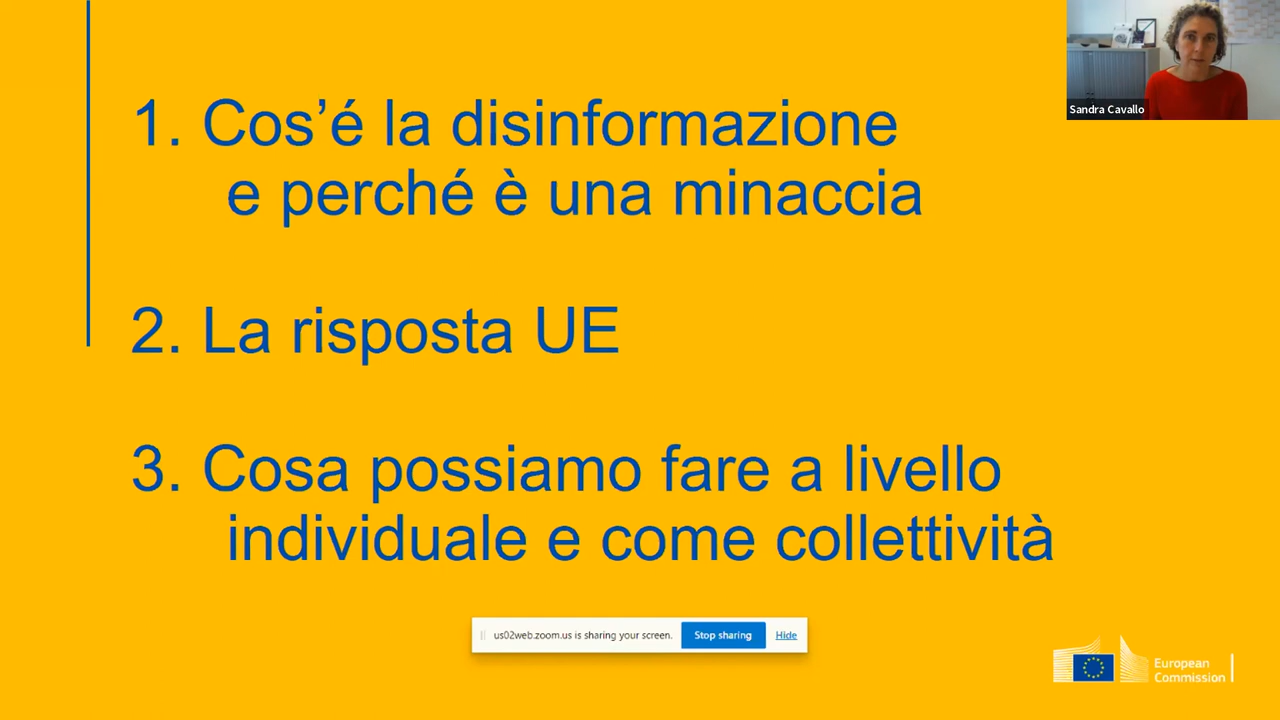 1. Cos’é la disinformazione
e perché è una minaccia
2. La risposta UE
3. Cosa possiamo fare a livello
individuale e come collettività
Sandra Cavallo
us02web.zoom.us is sharing your screen.
Stop sharing
Hide
European
Commission